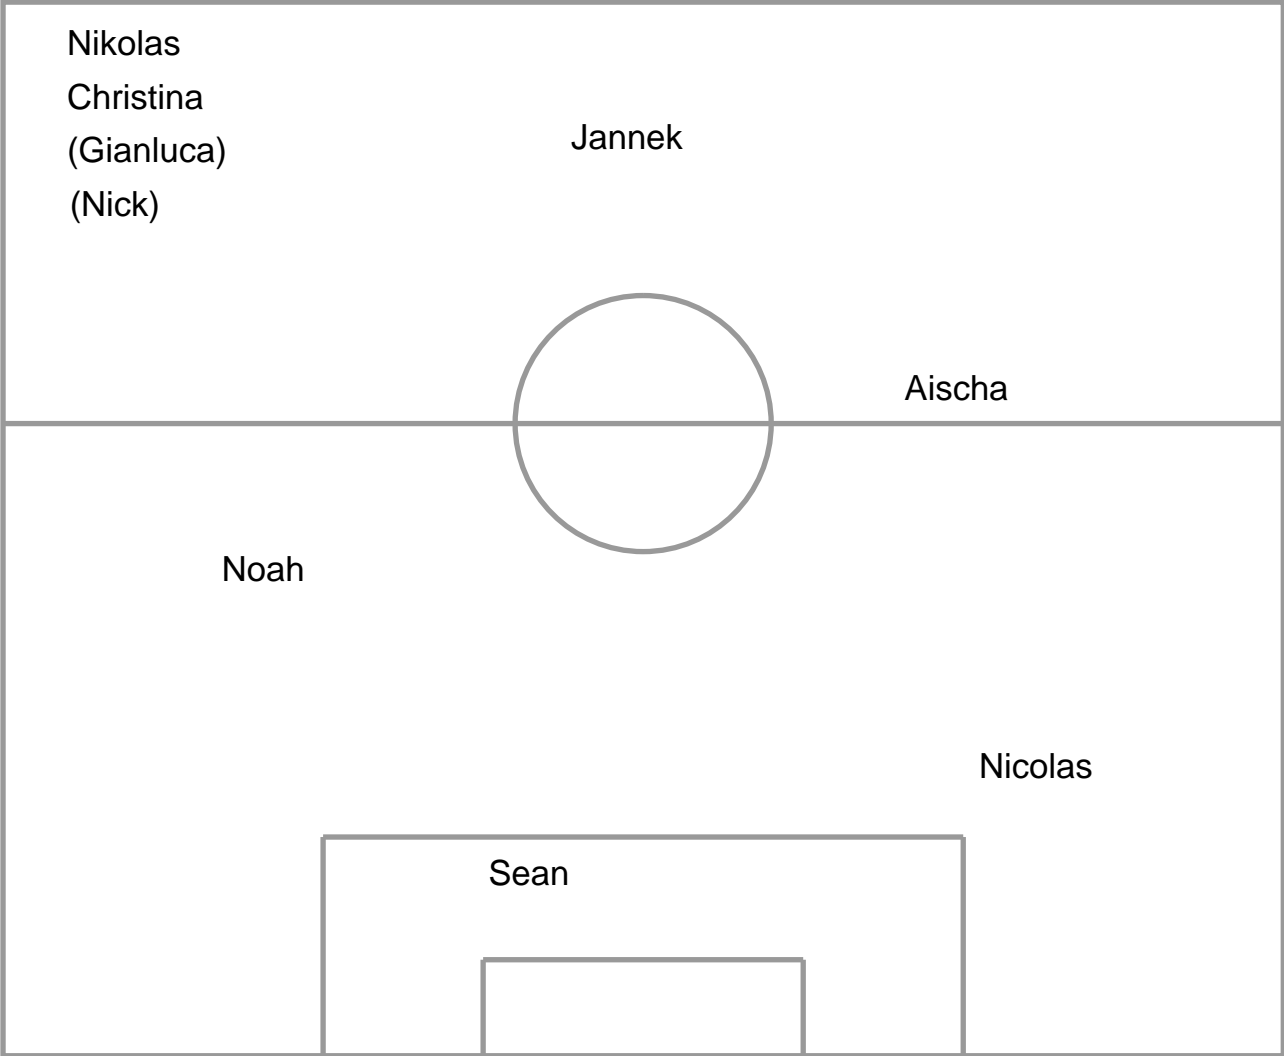 Nikolas
Christina
(Gianluca)
(Nick)
Jannek
Aischa
Noah
Nicolas
Sean